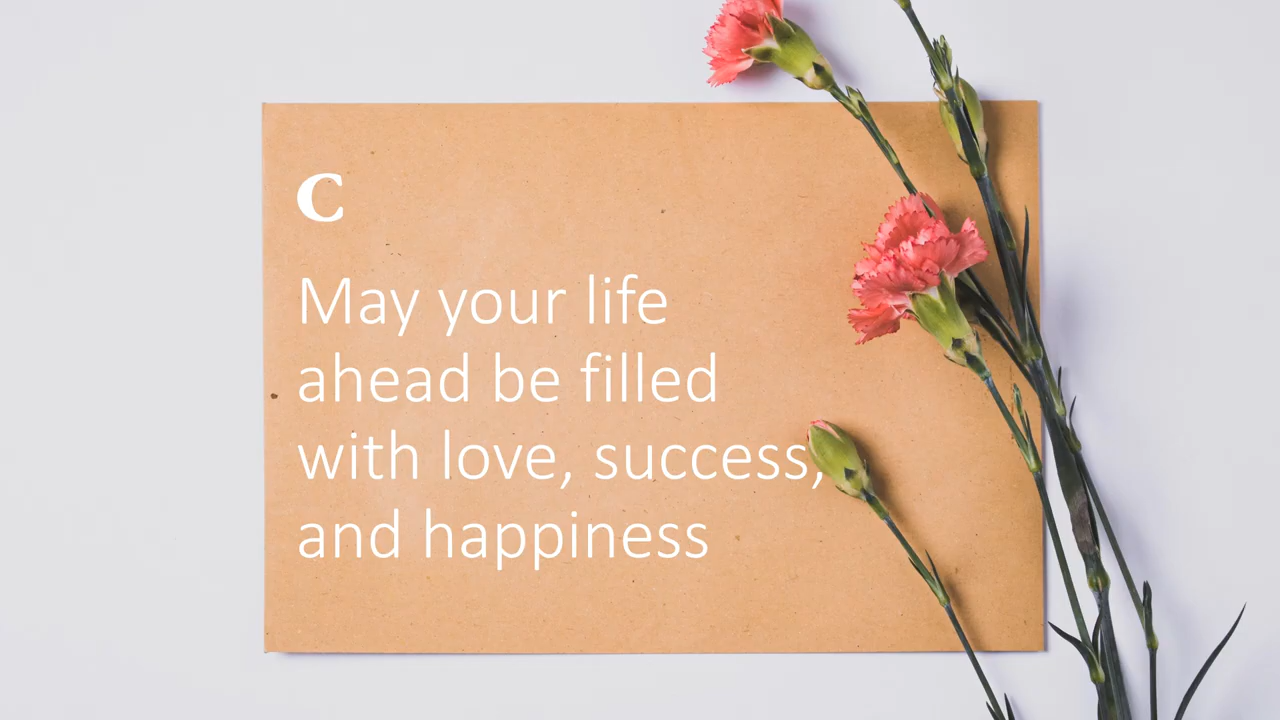 C
May your life
ahead be filled
with love, success,
and happiness